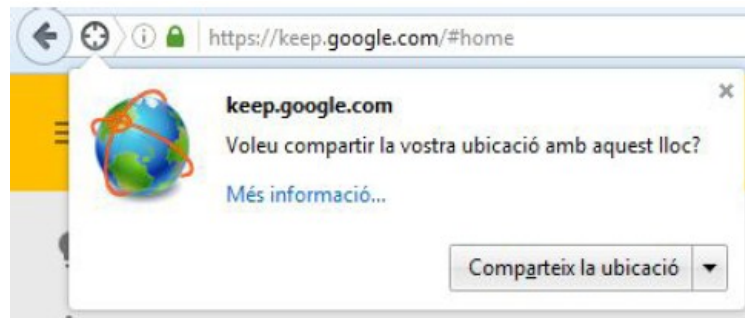 https://keep.google.com/#home
keep.google.com
Voleu compartir la vostra ubicació amb aquest lloc?
Més informació...
Comparteix la ubicació